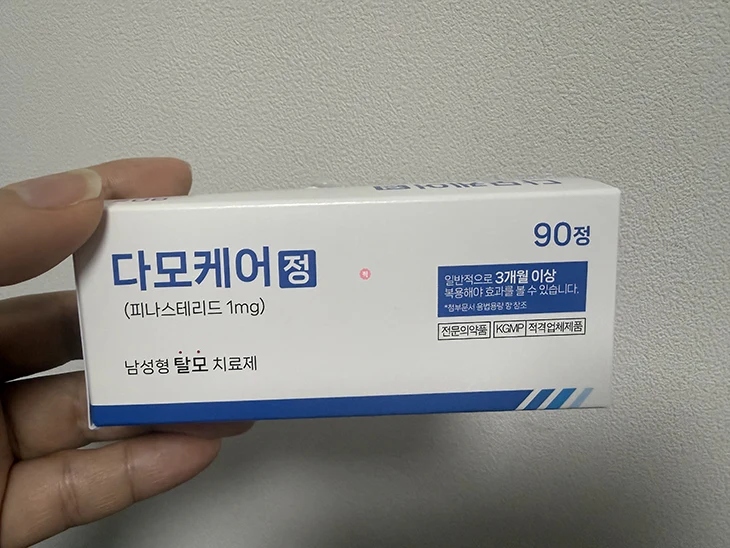 다모케어정
(피나스테리드 1mg)
남성형 탈모 치료제
90정
일반적으로 3개월 이상
복용해야 효과를 볼 수 있습니다.
*첨부문서 용법용량 항 참조
전문의약품 KGMP 적격업체제품